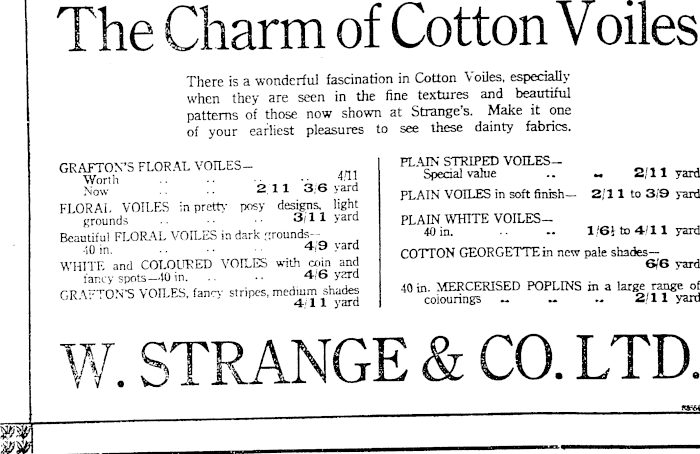 The Charm of Cotton Voiles
There is a wonderful fascination in Cotton Voiles, especially
when they are seen in the fine textures and beautiful
patterns of those now shown at Strange's. Make it one
of your earliest pleasures to see these dainty fabrics.
GRAFTON'S FLORAL VOILES—
Worth .. .. .. .. 4/11
Now .. .. 2/11 3/6 yard
FLORAL VOILES in pretty posy designs, light
grounds .. .. .. 3/11 yard
Beautiful FLORAL VOILES in dark grounds—
40 in. .. .. .. 4/9 yard
WHITE and COLOURED VOILES with coin and
fancy spots—40 in. .. .. 4/6 yard
GRAFTON'S VOILES, fancy stripes, medium shades
4/11 yard
PLAIN STRIPED VOILES—
Special value .. .. 2/11 yard
PLAIN VOILES in soft finish— 2/11 to 3/9 yard
PLAIN WHITE VOILES—
40 in. .. .. 1/6½ to 4/11 yard
COTTON GEORGETTE in new pale shades—
6/6 yard
40 in. MERCERISED POPLINS in a large range of
colourings .. .. .. 2/11 yard
W. STRANGE & CO. LTD.